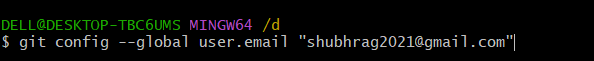 DELL@DESKTOP-TBC6UMS MINGW64 /d
$ git config --global user.email "shubhrag2021@gmail.com"